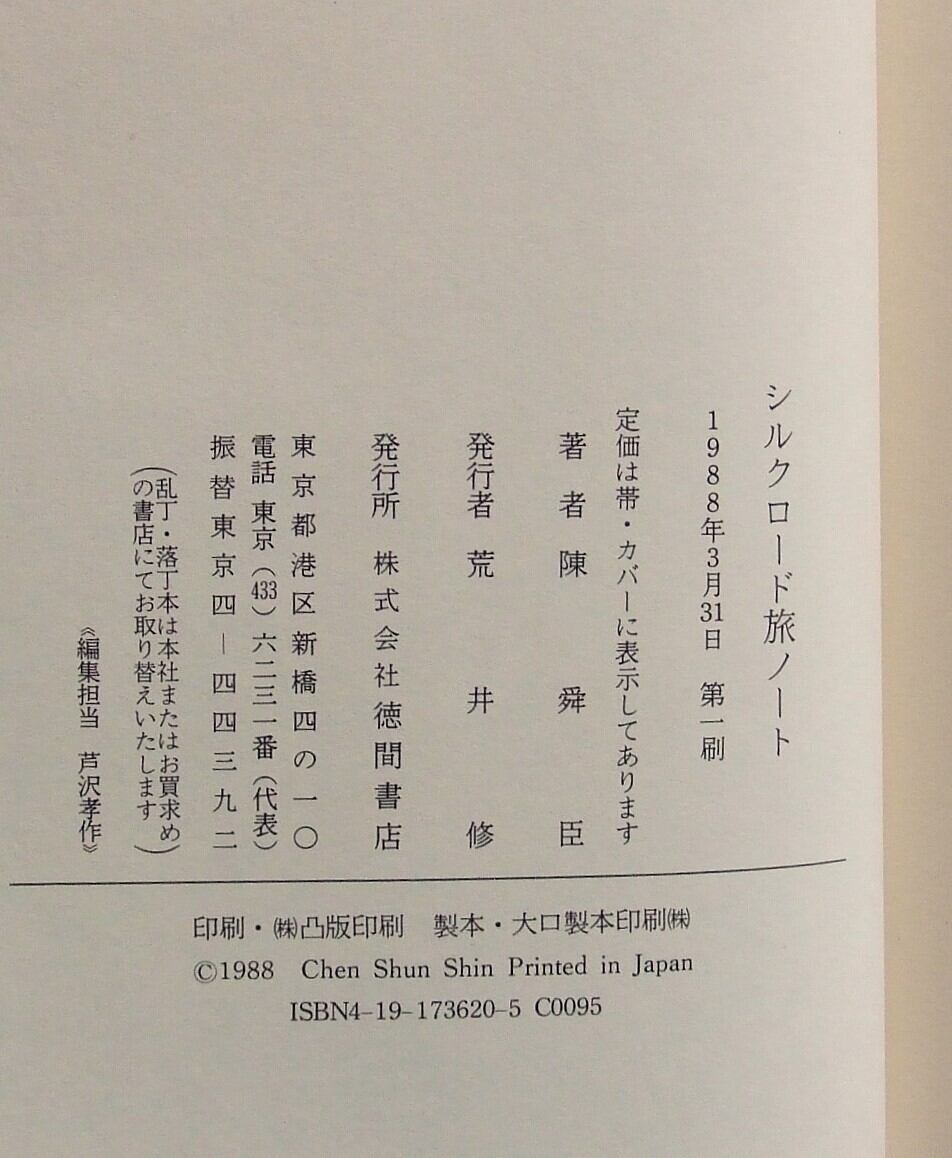 シルクロード旅ノート
1988年3月31日 第一刷
定価は帯・カバーに表示してあります
著者 陳舜臣
発行者 荒井修
発行所 株式会社徳間書店
東京都港区新橋四の一〇
電話 東京(433)六二三一番(代表)
振替東京四―四四三九二
(乱丁・落丁本は本社またはお買求め
の書店にてお取り替えいたします)
《編集担当 芦沢孝作》
印刷・㈱凸版印刷 製本・大口製本印刷㈱
©1988 Chen Shun Shin Printed in Japan
ISBN4-19-173620-5 C0095